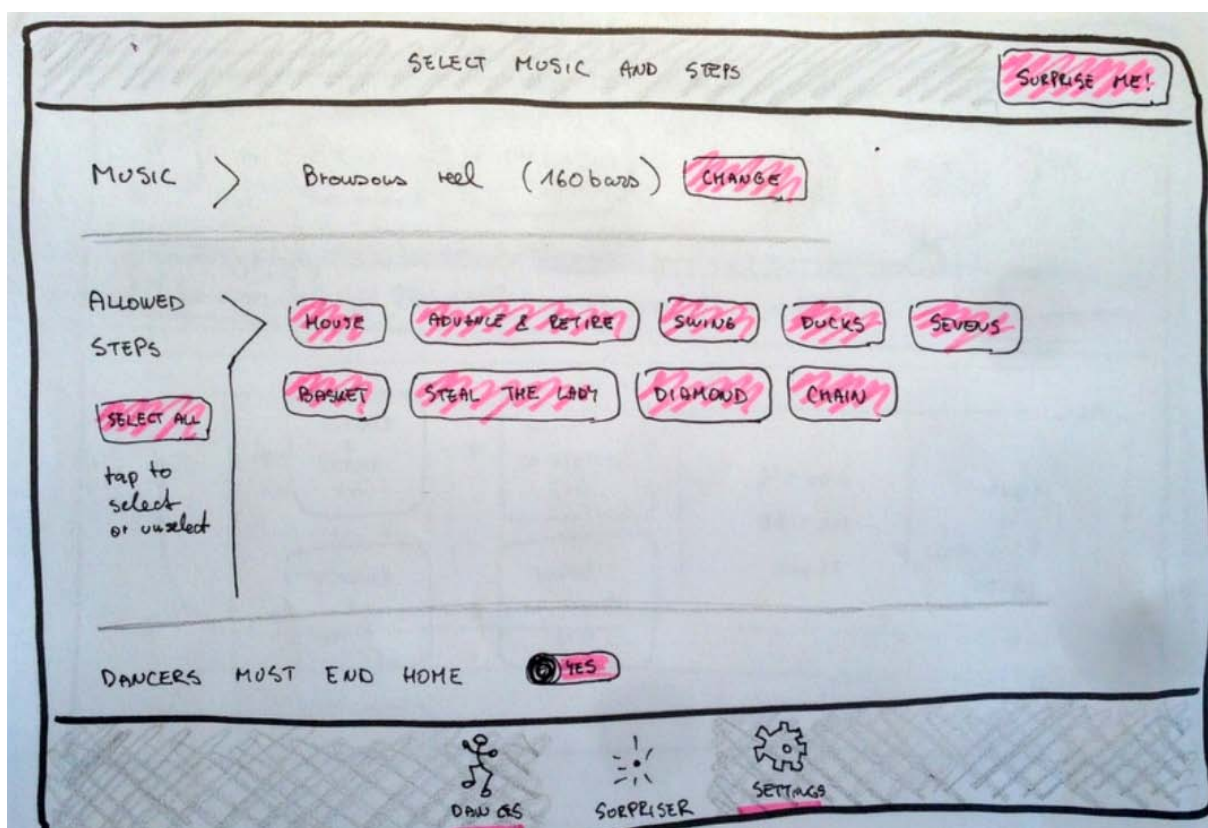 SELECT MUSIC AND STEPS
SURPRISE ME!
MUSIC > Browsous reel (160 bars) CHANGE
ALLOWED
STEPS
SELECT ALL
tap to
select
or unselect
HOUSE ADVANCE & RETIRE SWING DUCKS SEVENS
BASKET STEAL THE LADY DIAMOND CHAIN
DANCERS MUST END HOME YES
DANCES SORPRISER SETTINGS